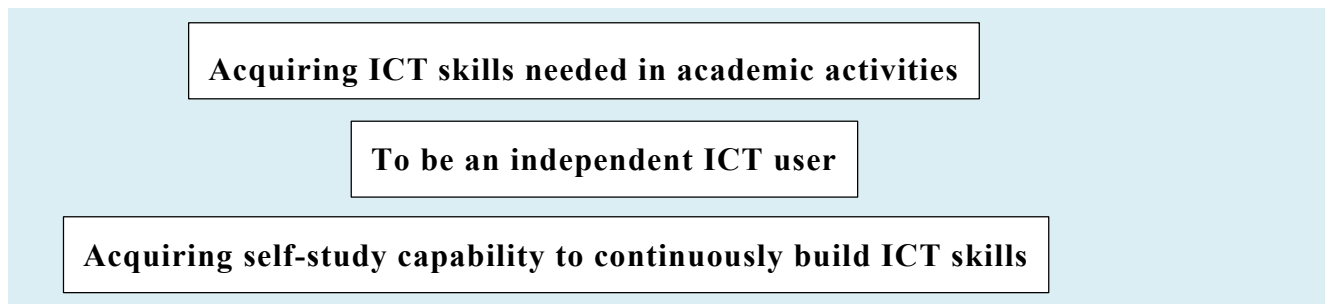 Acquiring ICT skills needed in academic activities
To be an independent ICT user
Acquiring self-study capability to continuously build ICT skills